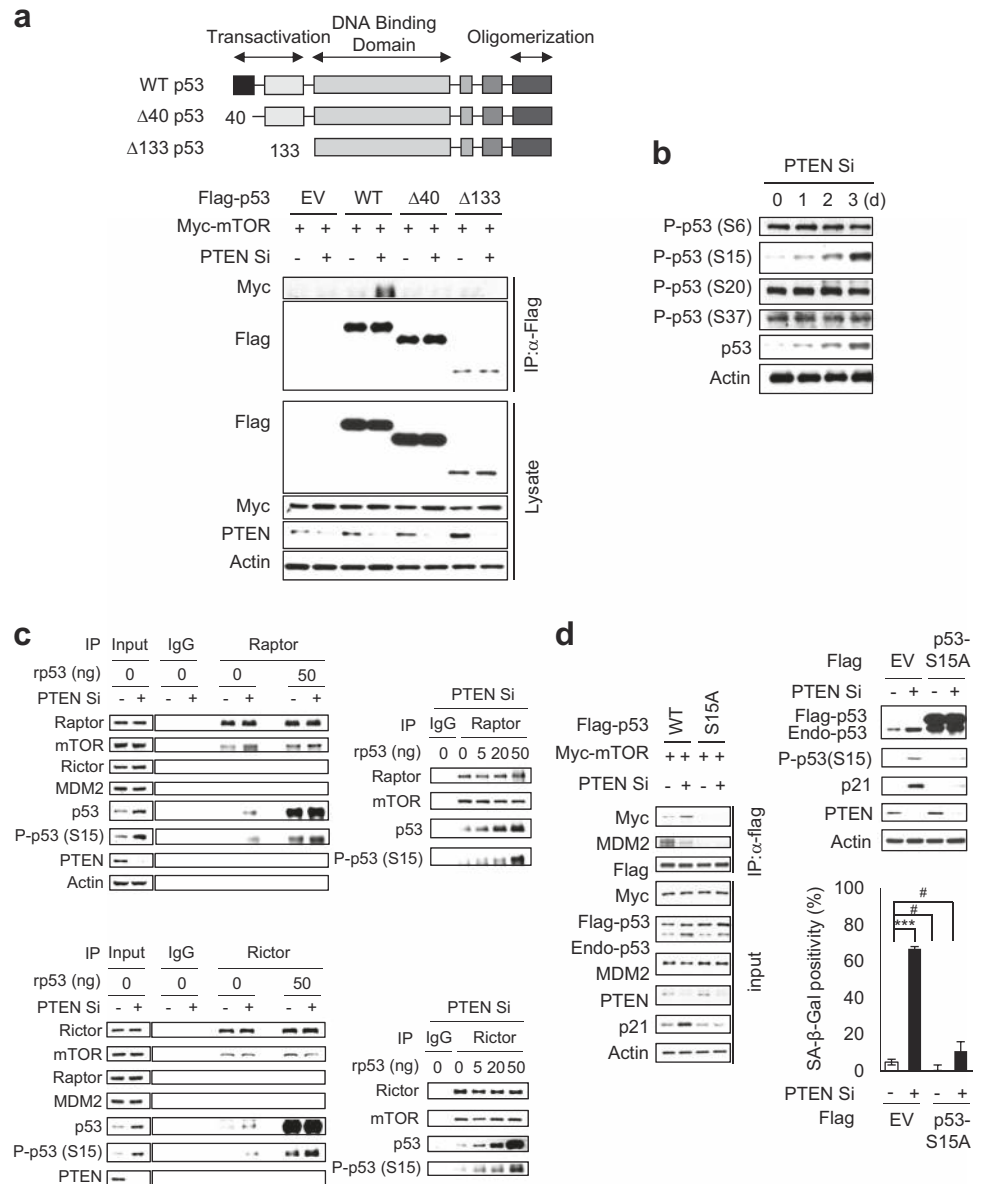 a
Transactivation DNA Binding Domain Oligomerization
WT p53
Δ40 p53 40
Δ133 p53 133
Flag-p53 EV WT Δ40 Δ133
Myc-mTOR + + + + + + + +
PTEN Si - + - + - + - +
Myc
Flag
IP:α-Flag
Flag
Myc
PTEN
Actin
Lysate
b
PTEN Si
0 1 2 3 (d)
P-p53 (S6)
P-p53 (S15)
P-p53 (S20)
P-p53 (S37)
p53
Actin
c
IP Input IgG Raptor
rp53 (ng) 0 0 0 50
PTEN Si - + - + - + - +
Raptor
mTOR
Rictor
MDM2
p53
P-p53 (S15)
PTEN
Actin
PTEN Si
IP IgG Raptor
rp53 (ng) 0 0 5 20 50
Raptor
mTOR
p53
P-p53 (S15)
IP Input IgG Rictor
rp53 (ng) 0 0 0 50
PTEN Si - + - + - + - +
Rictor
mTOR
Raptor
MDM2
p53
P-p53 (S15)
PTEN
PTEN Si
IP IgG Rictor
rp53 (ng) 0 0 5 20 50
Rictor
mTOR
p53
P-p53 (S15)
d
Flag-p53 WT S15A
Myc-mTOR + + + +
PTEN Si - + - +
Myc
MDM2
Flag
IP:α-flag
Myc
Flag-p53
Endo-p53
MDM2
PTEN
p21
Actin
input
Flag EV p53-S15A
PTEN Si - + - +
Flag-p53
Endo-p53
P-p53(S15)
p21
PTEN
Actin
SA-β-Gal positivity (%)
100
80
60
40
20
0
#
#
***
PTEN Si - + - +
Flag EV p53-S15A